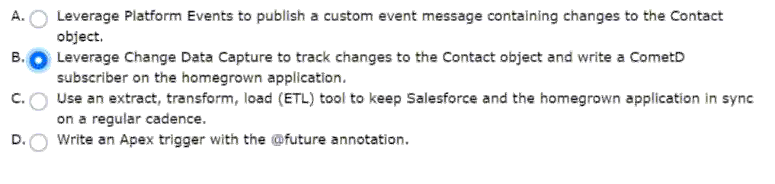 A. Leverage Platform Events to publish a custom event message containing changes to the Contact
object.
B. Leverage Change Data Capture to track changes to the Contact object and write a CometD
subscriber on the homegrown application.
C. Use an extract, transform, load (ETL) tool to keep Salesforce and the homegrown application in sync
on a regular cadence.
D. Write an Apex trigger with the @future annotation.